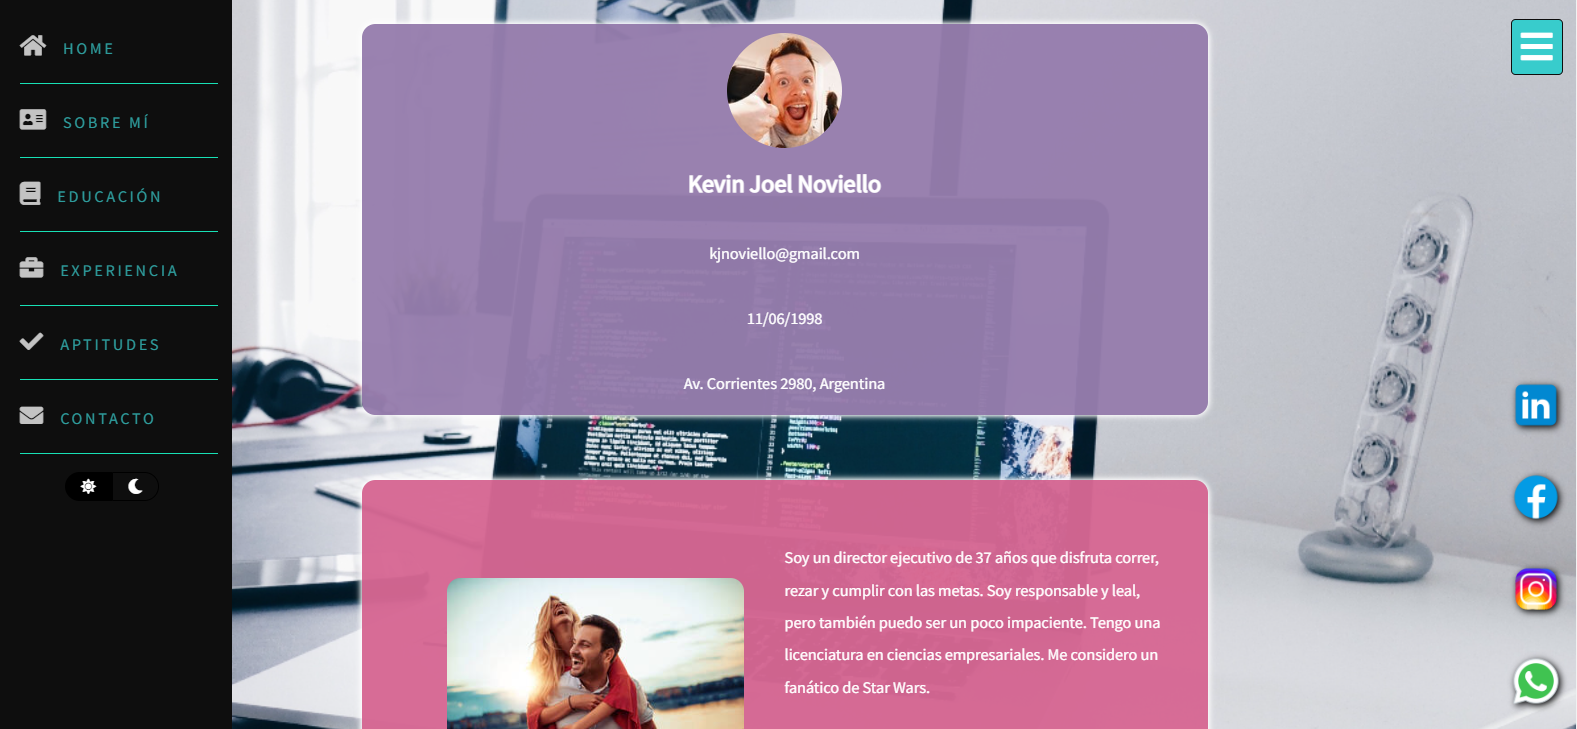 HOME
SOBRE MÍ
EDUCACIÓN
EXPERIENCIA
APTITUDES
CONTACTO
Kevin Joel Noviello
kjnoviello@gmail.com
11/06/1998
Av. Corrientes 2980, Argentina
Soy un director ejecutivo de 37 años que disfruta correr,
rezar y cumplir con las metas. Soy responsable y leal,
pero también puedo ser un poco impaciente. Tengo una
licenciatura en ciencias empresariales. Me considero un
fanático de Star Wars.
in